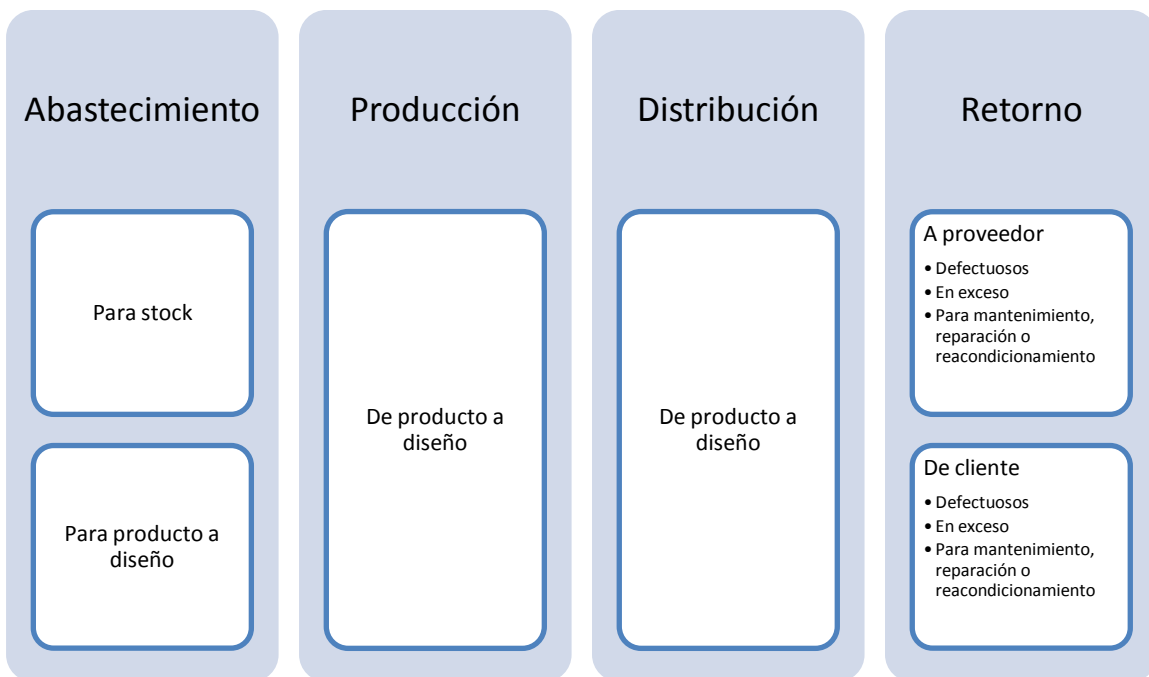 Abastecimiento
Para stock
Para producto a
diseño
Producción
De producto a
diseño
Distribución
De producto a
diseño
Retorno
A proveedor
• Defectuosos
• En exceso
• Para mantenimiento,
reparación o
reacondicionamiento
De cliente
• Defectuosos
• En exceso
• Para mantenimiento,
reparación o
reacondicionamiento